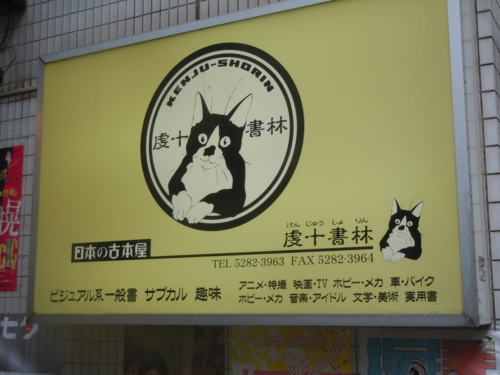 KENJU-SHORIN
虔十 書林
けん じゅう しょ りん
虔十書林
日本の古本屋
TEL 5282-3963 FAX 5282-3964
ビジュアル系一般書 サブカル 趣味
アニメ・特撮 映画・TV ホビー・メカ 車・バイク
ホビー・メカ 音楽・アイドル 文学・美術 実用書
幌